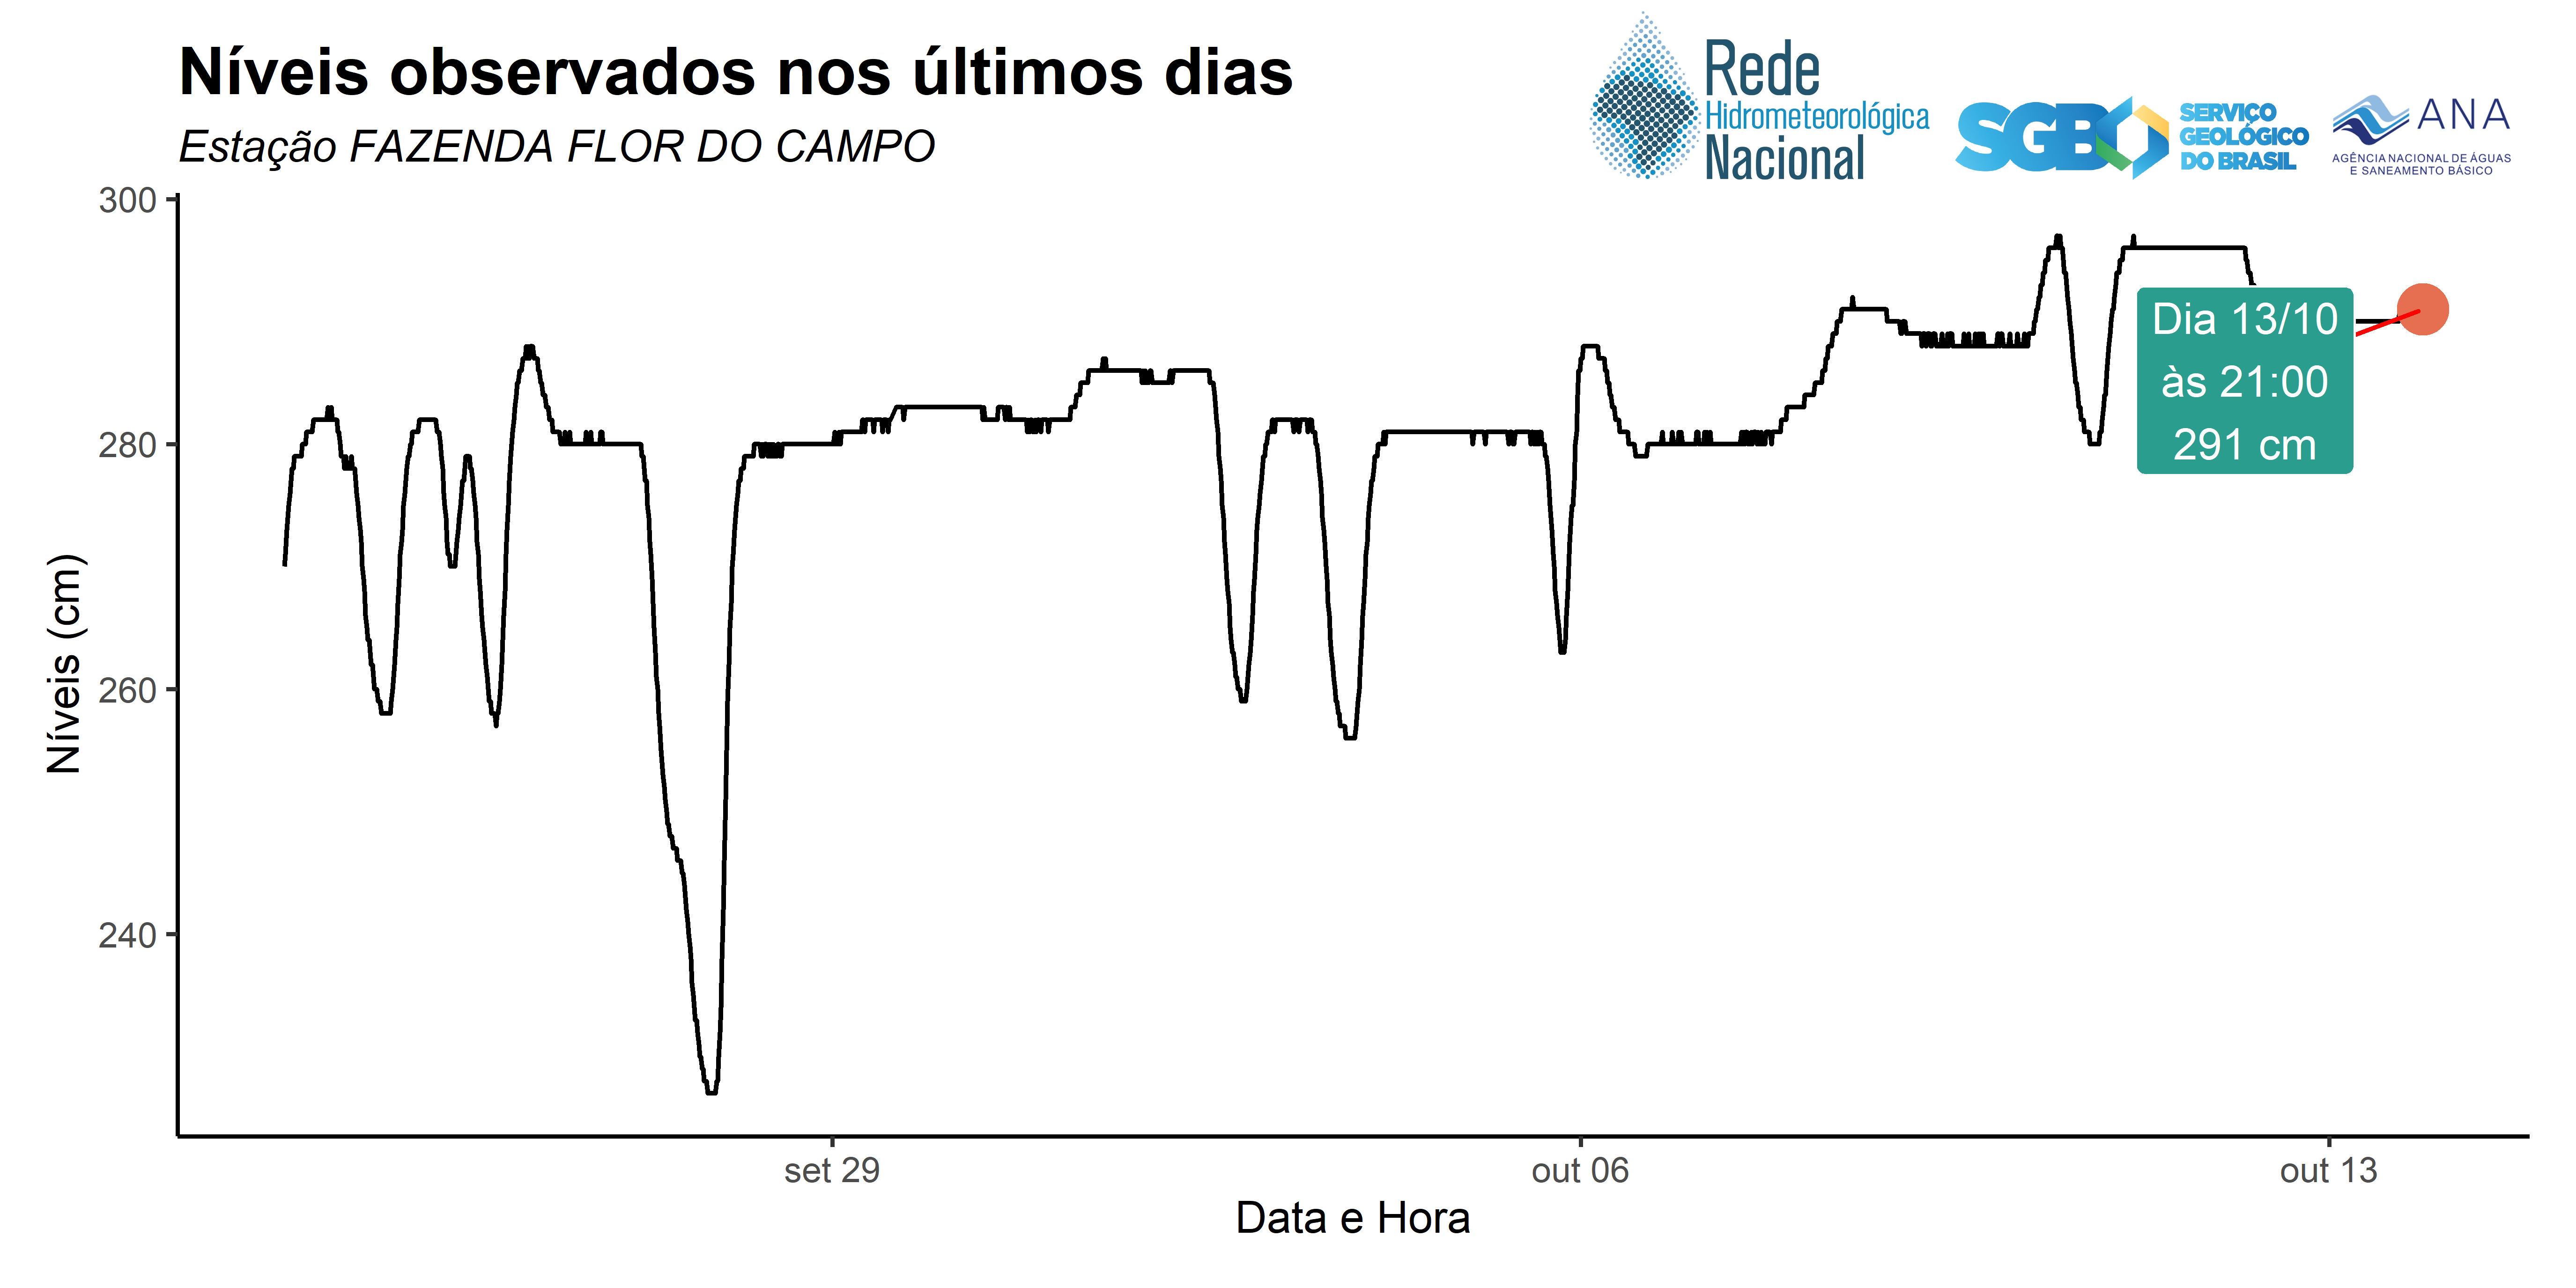 Níveis observados nos últimos dias
Estação FAZENDA FLOR DO CAMPO
Rede
Hidrometeorológica
Nacional
SGB
SERVIÇO
GEOLÓGICO
DO BRASIL
ANA
AGÊNCIA NACIONAL DE ÁGUAS
E SANEAMENTO BÁSICO
Níveis (cm)
300
280
260
240
Dia 13/10
às 21:00
291 cm
set 29
out 06
out 13
Data e Hora